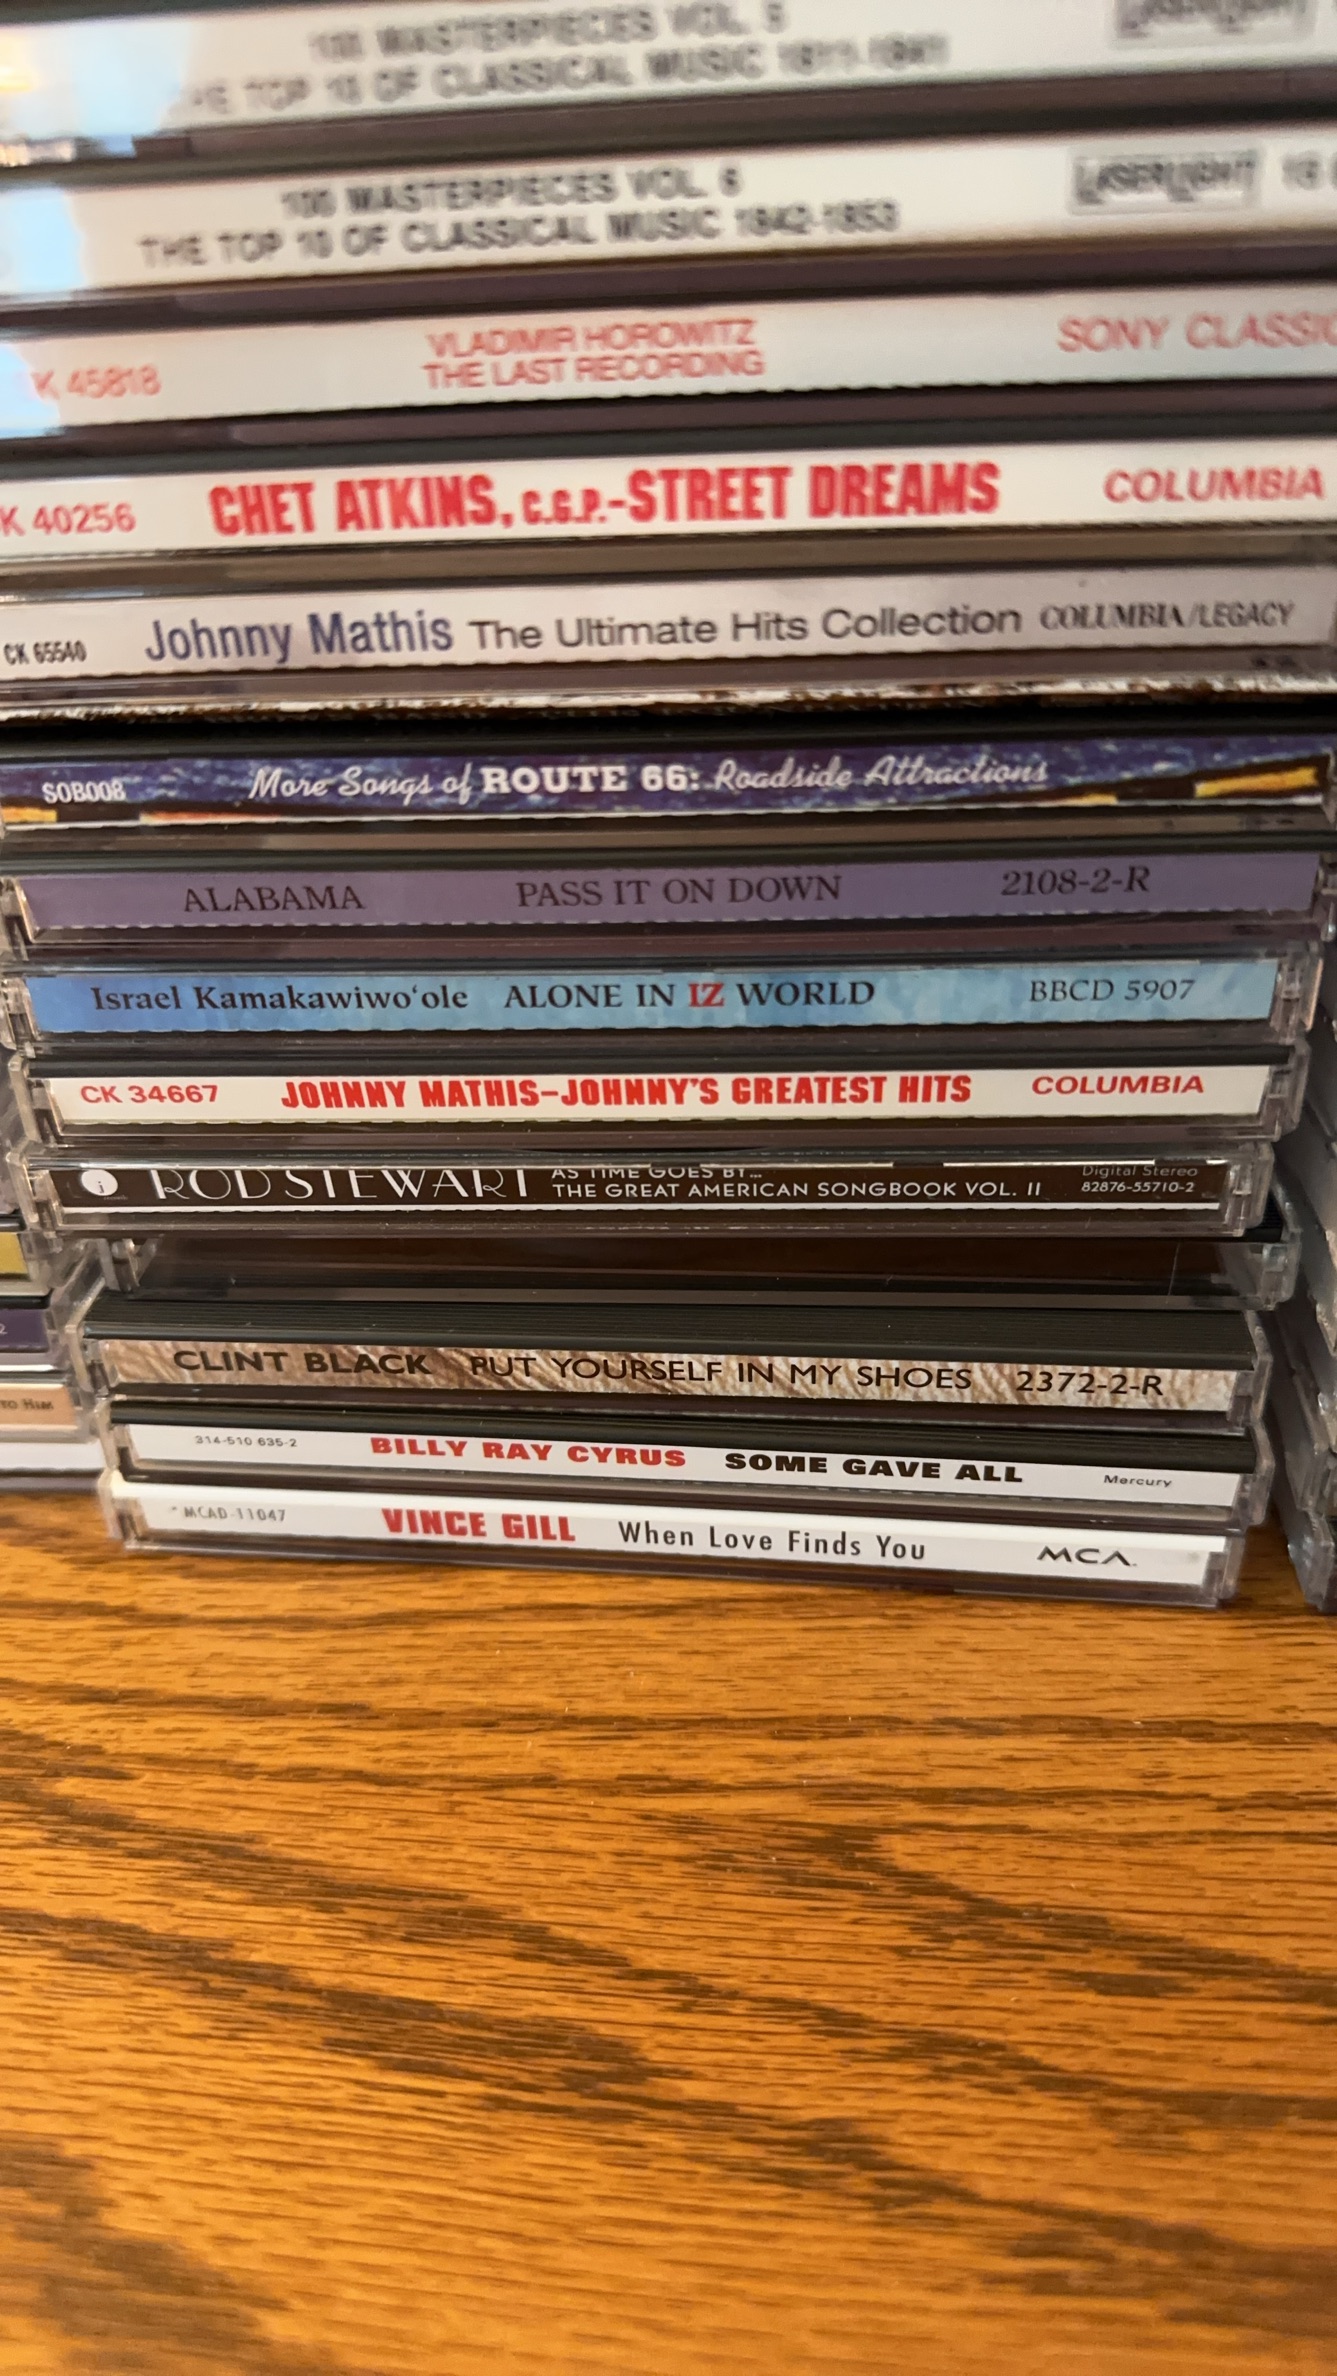 100 MASTERPIECES VOL. 5
THE TOP 10 OF CLASSICAL MUSIC 1811-1841
LASERLIGHT
100 MASTERPIECES VOL. 6
THE TOP 10 OF CLASSICAL MUSIC 1842-1853
LASERLIGHT
K 45818
VLADIMIR HOROWITZ
THE LAST RECORDING
SONY CLASSIC
K 40256 CHET ATKINS, C.G.P.-STREET DREAMS COLUMBIA
CK 65540 Johnny Mathis The Ultimate Hits Collection COLUMBIA/LEGACY
SOB008 More Songs of ROUTE 66: Roadside Attractions
ALABAMA PASS IT ON DOWN 2108-2-R
Israel Kamakawiwo‘ole ALONE IN IZ WORLD BBCD 5907
CK 34667 JOHNNY MATHIS-JOHNNY'S GREATEST HITS COLUMBIA
j ROD STEWART
AS TIME GOES BY...
THE GREAT AMERICAN SONGBOOK VOL. II
Digital Stereo
82876-55710-2
CLINT BLACK PUT YOURSELF IN MY SHOES 2372-2-R
TO HIM
314-510 635-2 BILLY RAY CYRUS SOME GAVE ALL Mercury
MCAD-11047 VINCE GILL When Love Finds You MCA